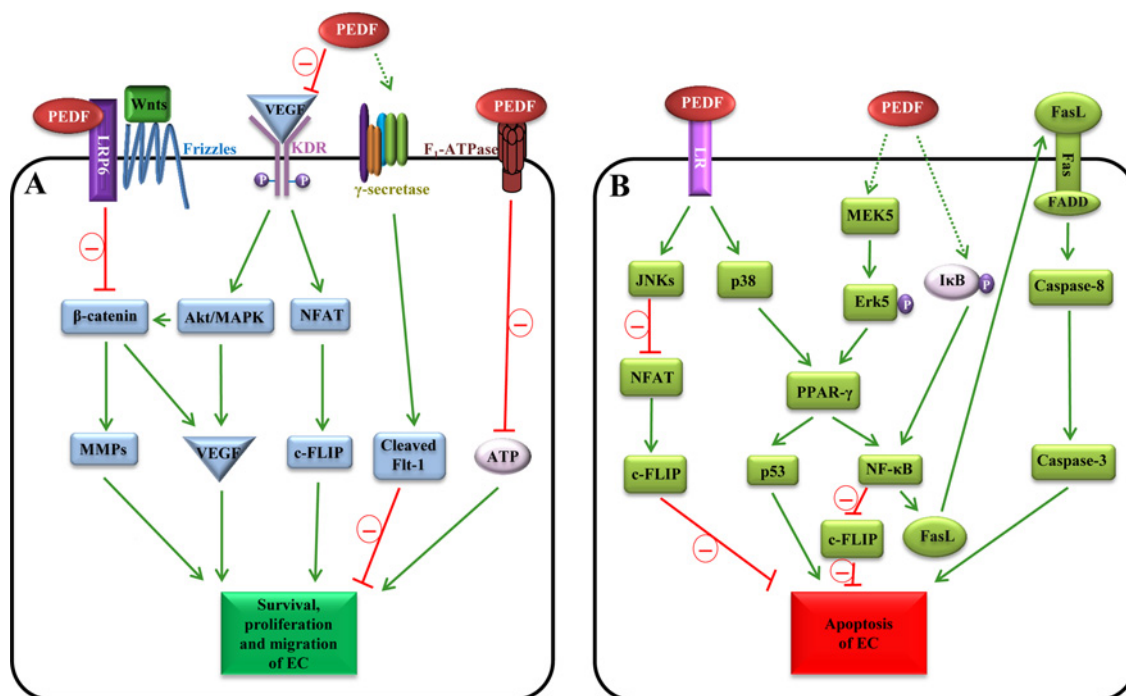 PEDF
Wnts
PEDF
LRP6
Frizzles
VEGF
KDR
P
P
γ-secretase
PEDF
F₁-ATPase
A
β-catenin
Akt/MAPK
NFAT
MMPs
VEGF
c-FLIP
Cleaved
Flt-1
ATP
Survival,
proliferation
and migration
of EC
B
PEDF
LR
PEDF
FasL
Fas
FADD
MEK5
JNKs
p38
Erk5
P
IκB
P
Caspase-8
NFAT
PPAR-γ
c-FLIP
p53
NF-κB
Caspase-3
c-FLIP
FasL
Apoptosis
of EC